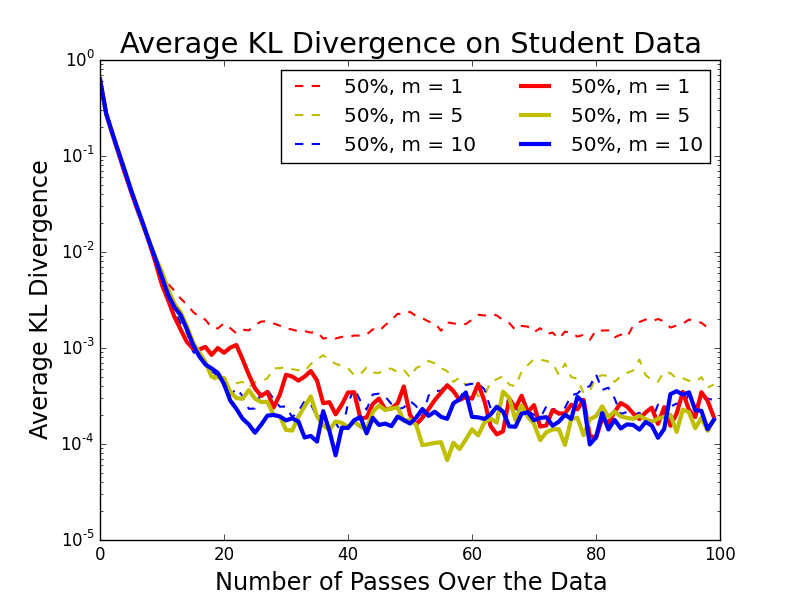 Average KL Divergence on Student Data
50%, m = 1
50%, m = 5
50%, m = 10
50%, m = 1
50%, m = 5
50%, m = 10
Average KL Divergence
10^0
10^-1
10^-2
10^-3
10^-4
10^-5
0 20 40 60 80 100
Number of Passes Over the Data